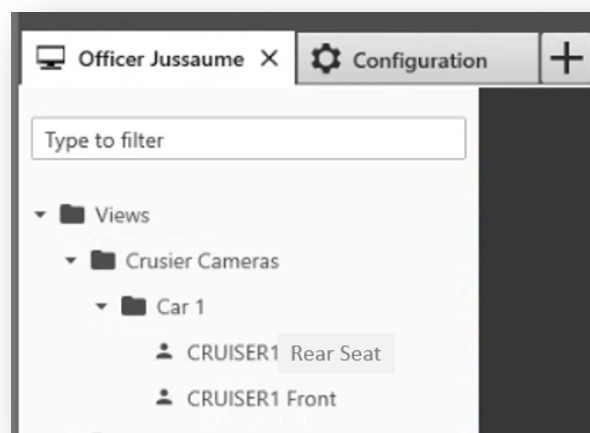 Officer Jussaume
Configuration
Type to filter
Views
Crusier Cameras
Car 1
CRUISER1 Rear Seat
CRUISER1 Front